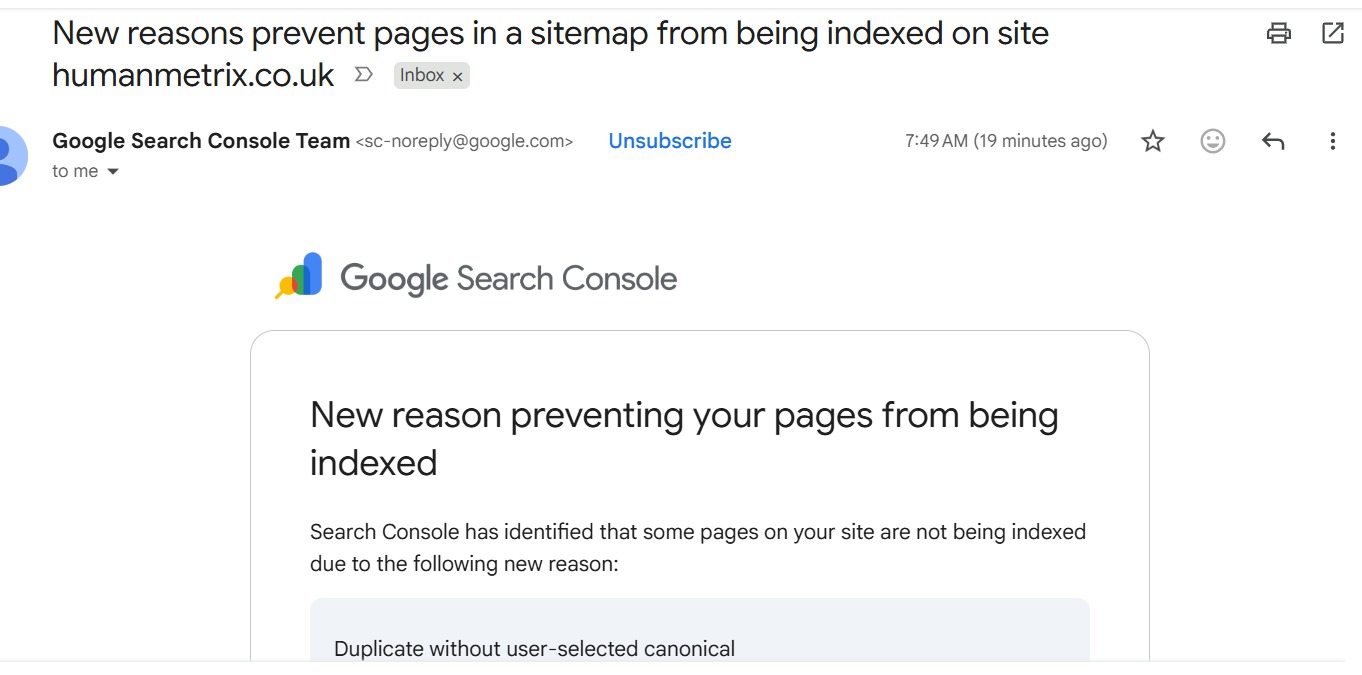 New reasons prevent pages in a sitemap from being indexed on site
humanmetrix.co.uk Inbox ×
Google Search Console Team <sc-noreply@google.com> Unsubscribe 7:49 AM (19 minutes ago)
to me
Google Search Console
New reason preventing your pages from being
indexed
Search Console has identified that some pages on your site are not being indexed
due to the following new reason:
Duplicate without user-selected canonical